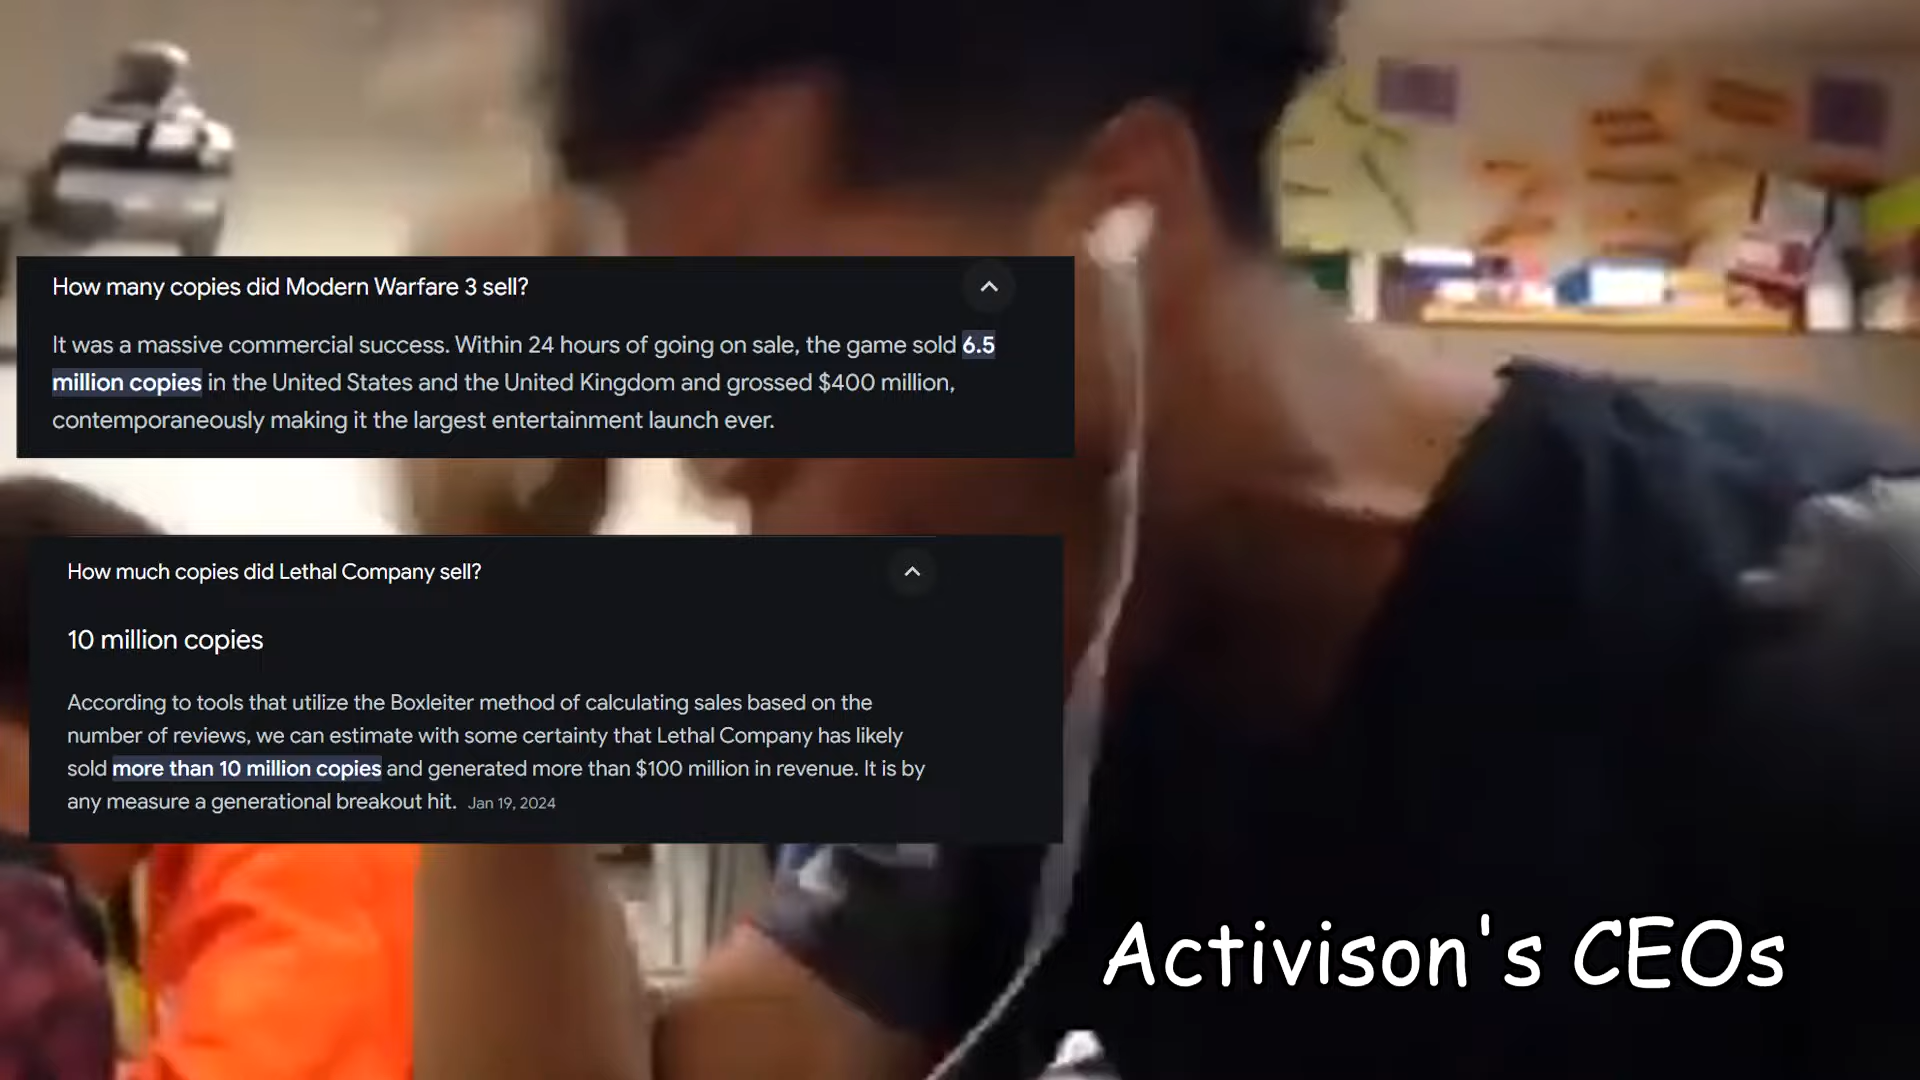 How many copies did Modern Warfare 3 sell?
It was a massive commercial success. Within 24 hours of going on sale, the game sold 6.5
million copies in the United States and the United Kingdom and grossed $400 million,
contemporaneously making it the largest entertainment launch ever.
How much copies did Lethal Company sell?
10 million copies
According to tools that utilize the Boxleiter method of calculating sales based on the
number of reviews, we can estimate with some certainty that Lethal Company has likely
sold more than 10 million copies and generated more than $100 million in revenue. It is by
any measure a generational breakout hit. Jan 19, 2024
Activison's CEOs